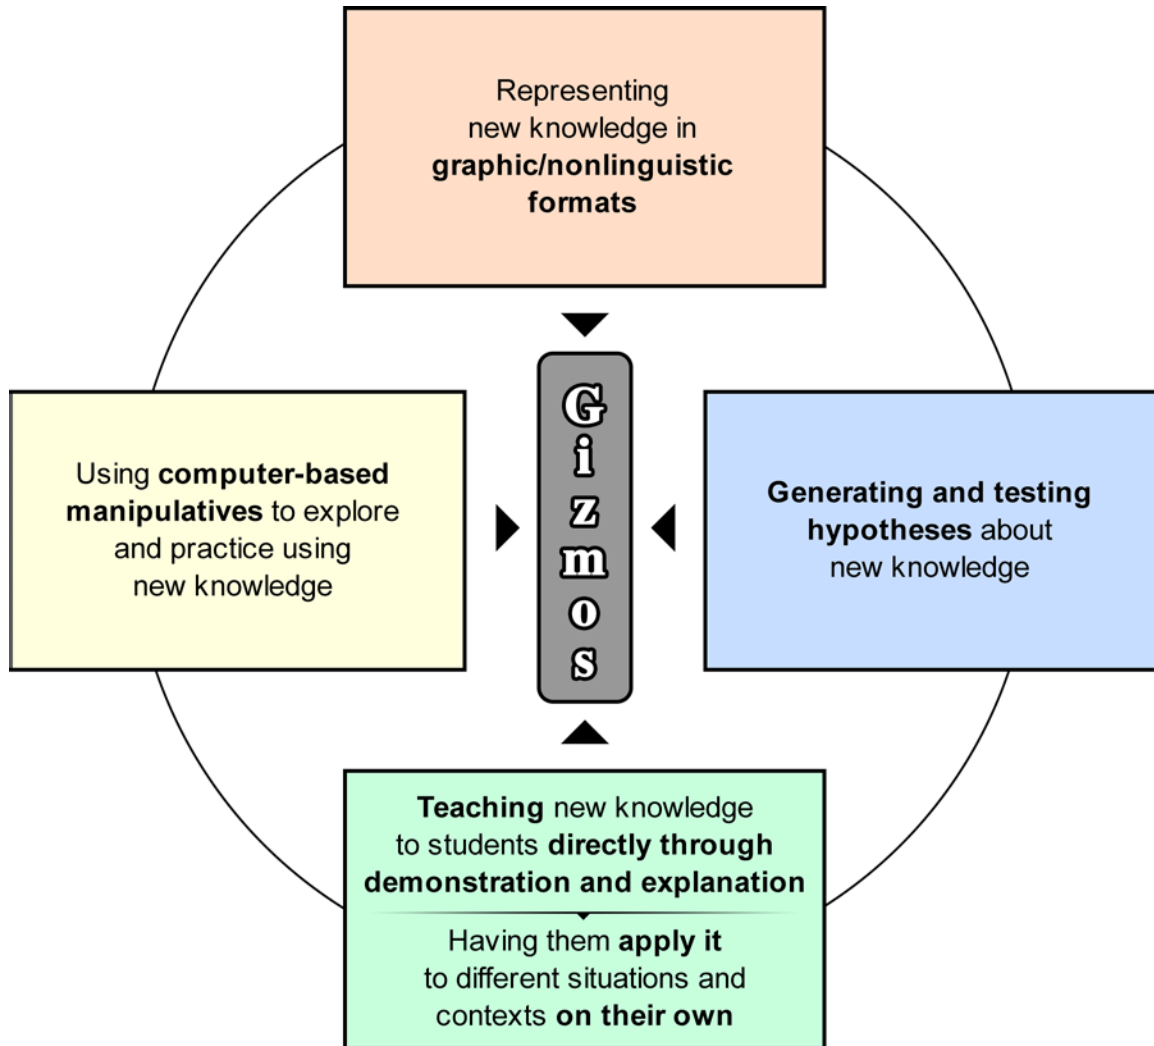 Representing
new knowledge in
graphic/nonlinguistic
formats
Using computer-based
manipulatives to explore
and practice using
new knowledge
Gizmos
Generating and testing
hypotheses about
new knowledge
Teaching new knowledge
to students directly through
demonstration and explanation
Having them apply it
to different situations and
contexts on their own